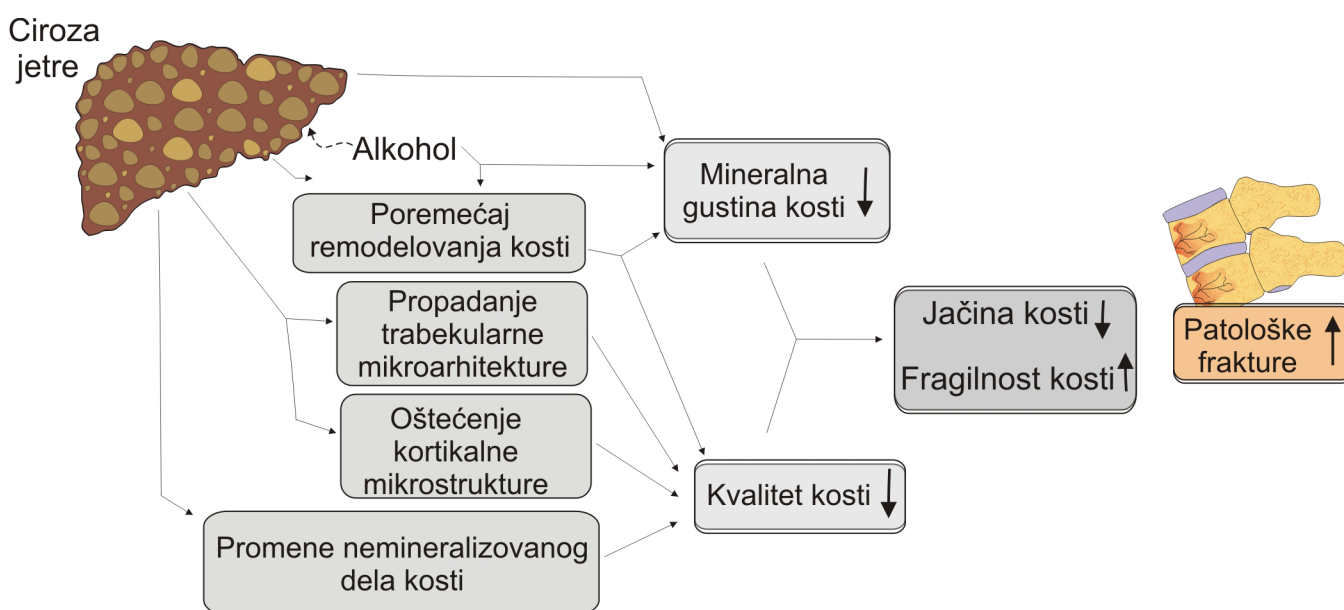 Ciroza
jetre
Alkohol
Mineralna
gustina kosti
Poremećaj
remodelovanja kosti
Propadanje
trabekularne
mikroarhitekture
Oštećenje
kortikalne
mikrostrukture
Promene nemineralizovanog
dela kosti
Kvalitet kosti
Jačina kosti
Fragilnost kosti
Patološke
frakture